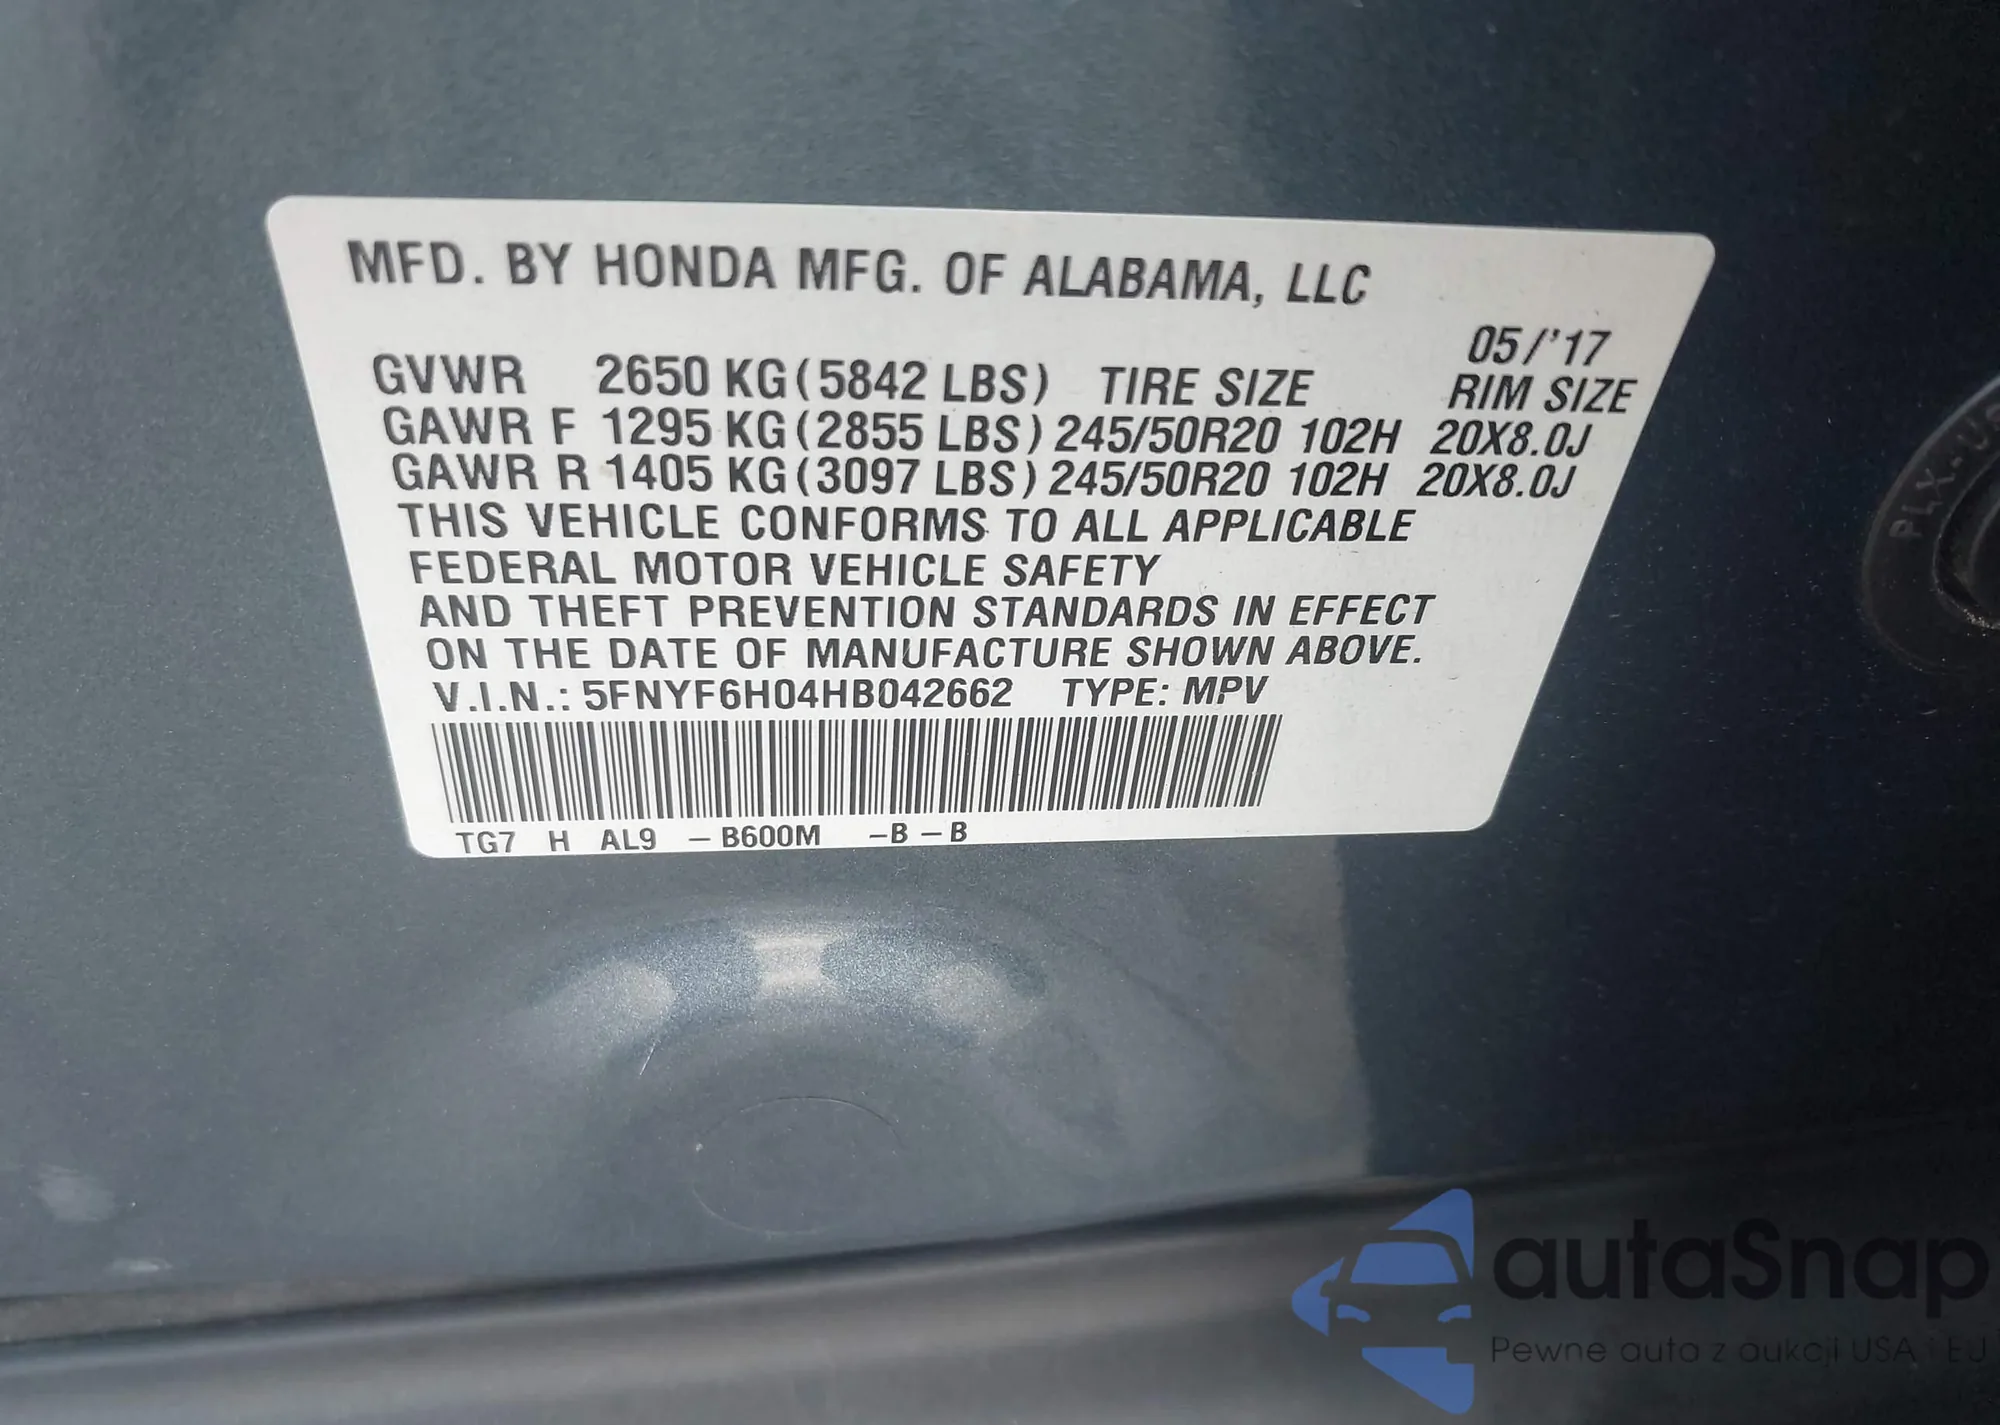 MFD. BY HONDA MFG. OF ALABAMA, LLC
05/'17
GVWR 2650 KG (5842 LBS) TIRE SIZE RIM SIZE
GAWR F 1295 KG (2855 LBS) 245/50R20 102H 20X8.0J
GAWR R 1405 KG (3097 LBS) 245/50R20 102H 20X8.0J
THIS VEHICLE CONFORMS TO ALL APPLICABLE
FEDERAL MOTOR VEHICLE SAFETY
AND THEFT PREVENTION STANDARDS IN EFFECT
ON THE DATE OF MANUFACTURE SHOWN ABOVE.
V.I.N.: 5FNYF6H04HB042662 TYPE: MPV
TG7 H AL9 – B600M –B – B
PLX-
autaSnap
Pewne auta z aukcji USA i EU